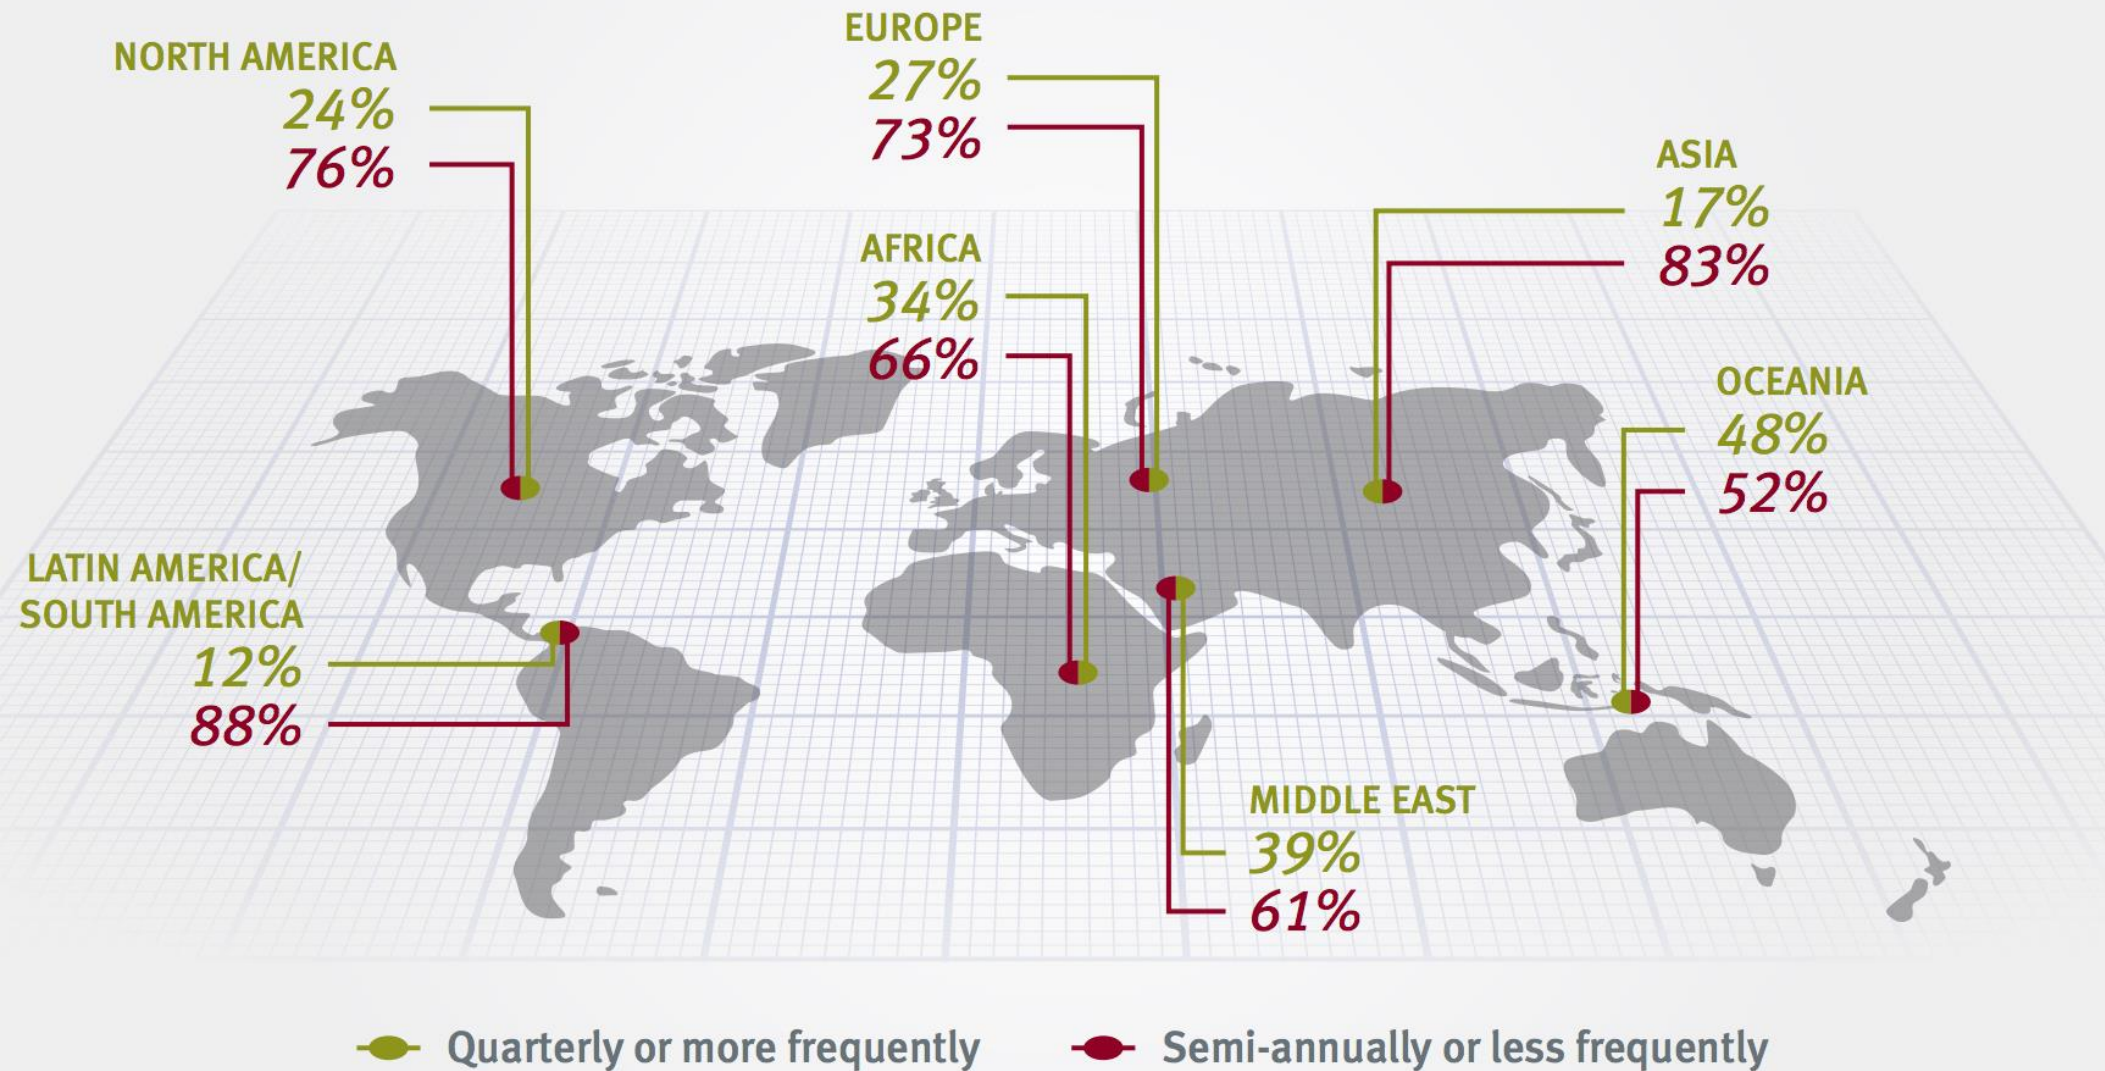 EUROPE
27%
73%
NORTH AMERICA
24%
76%
ASIA
17%
83%
AFRICA
34%
66%
OCEANIA
48%
52%
LATIN AMERICA/
SOUTH AMERICA
12%
88%
MIDDLE EAST
39%
61%
Quarterly or more frequently
Semi-annually or less frequently